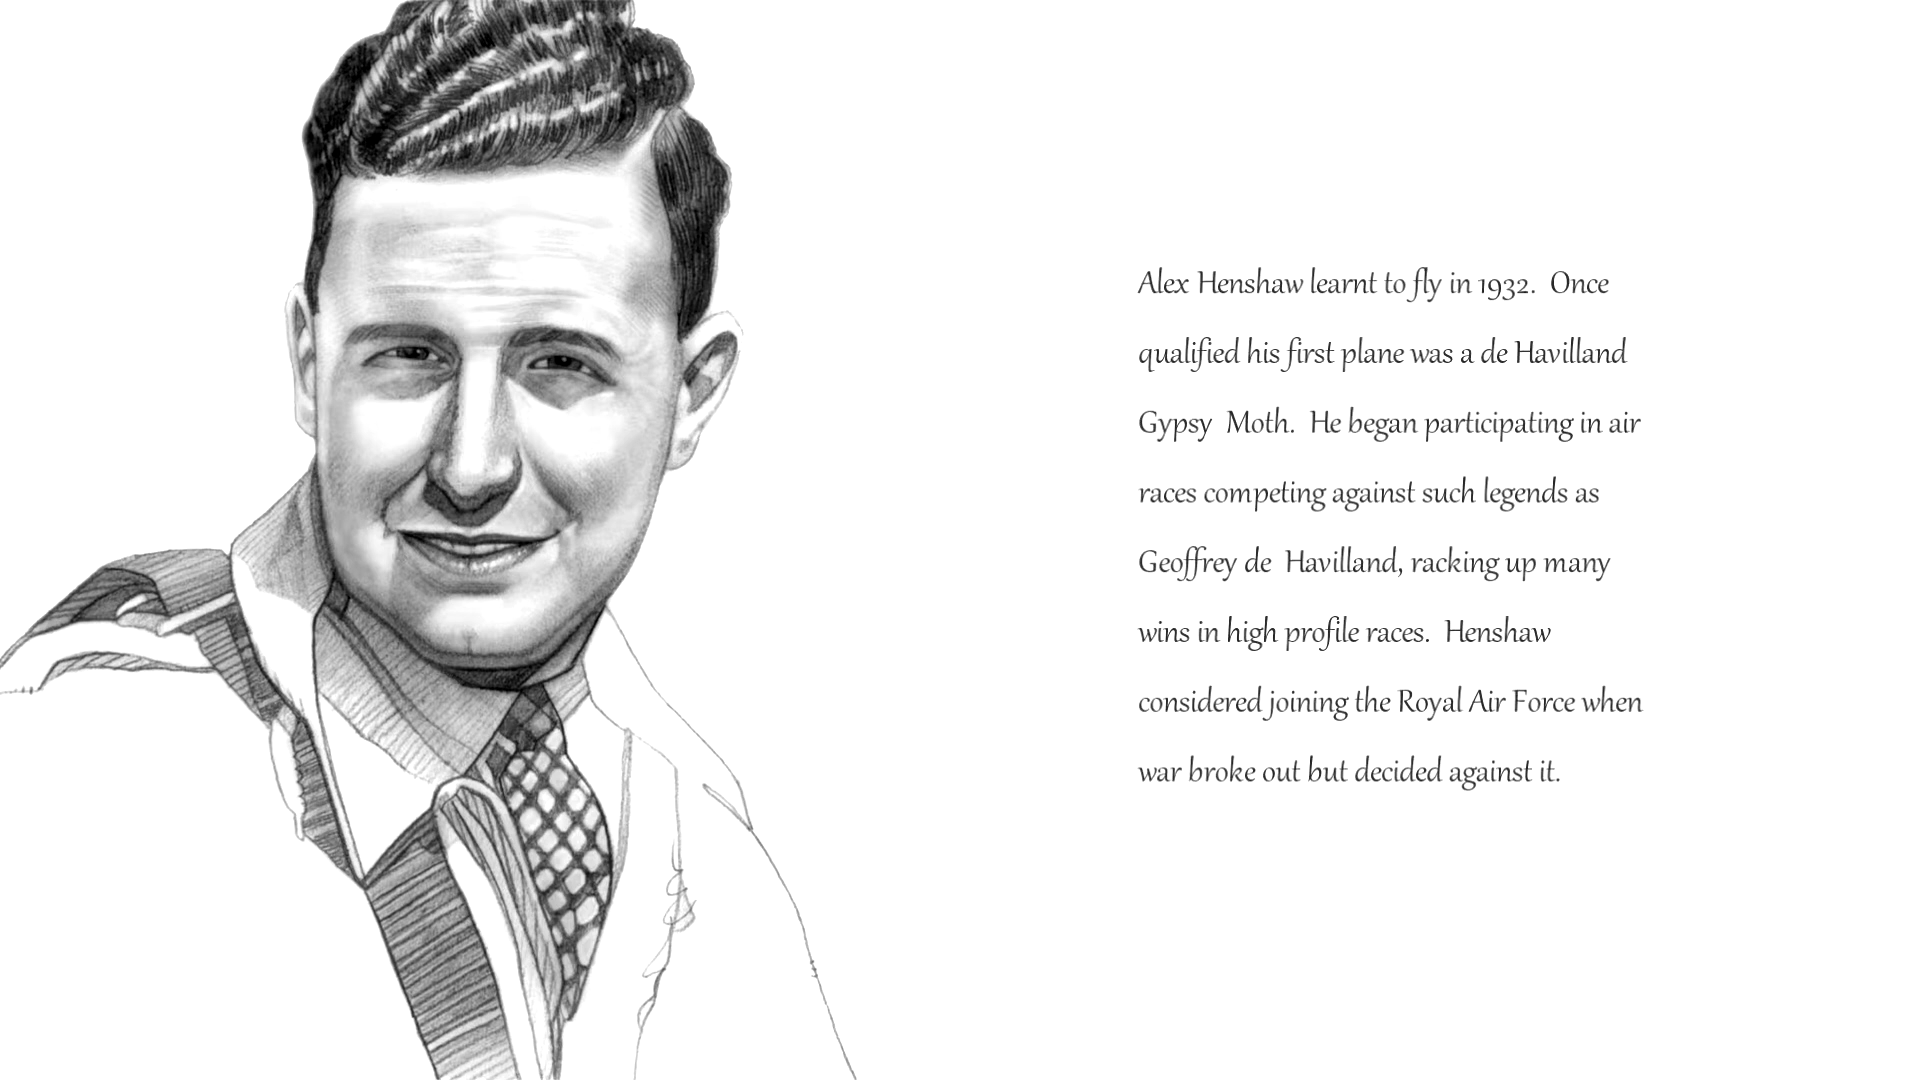 Alex Henshaw learnt to fly in 1932.  Once
qualified his first plane was a de Havilland
Gypsy  Moth.  He began participating in air
races competing against such legends as
Geoffrey de  Havilland, racking up many
wins in high profile races.  Henshaw
considered joining the Royal Air Force when
war broke out but decided against it.